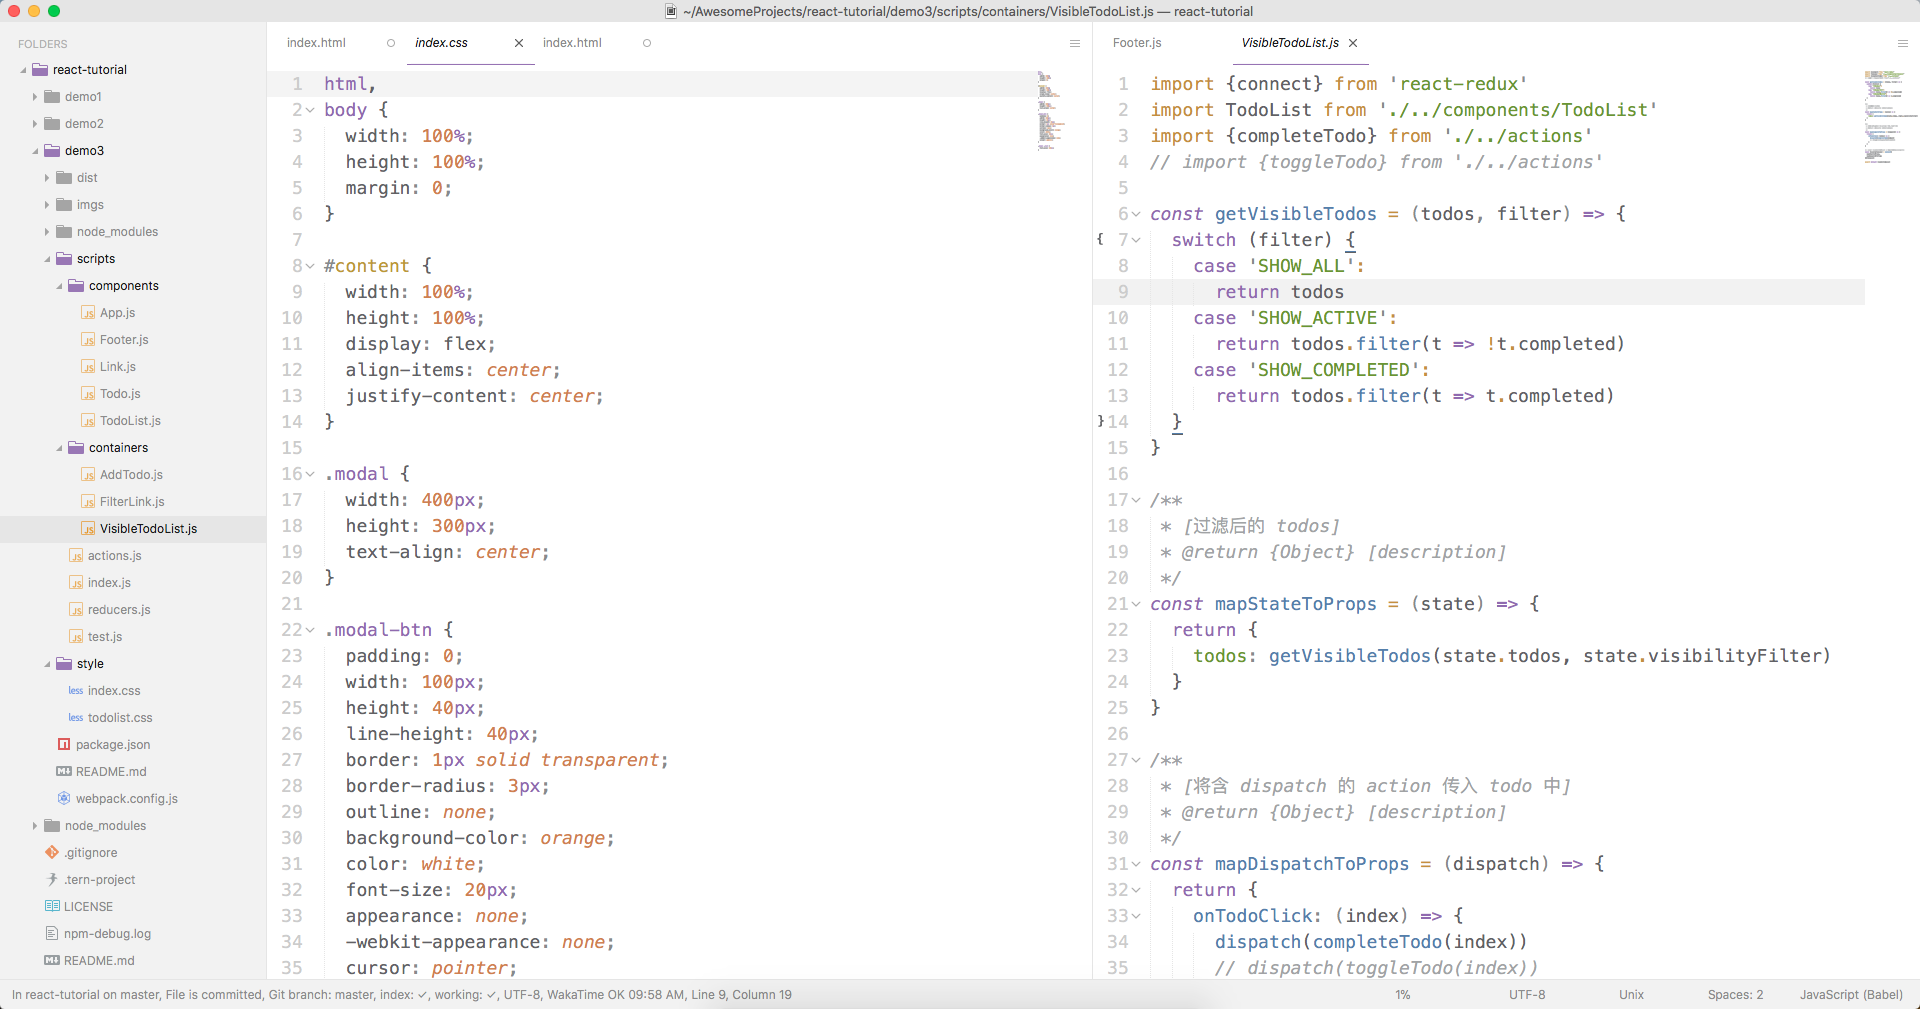 ~/AwesomeProjects/react-tutorial/demo3/scripts/containers/VisibleTodoList.js — react-tutorial
FOLDERS
react-tutorial
demo1
demo2
demo3
dist
imgs
node_modules
scripts
components
App.js
Footer.js
Link.js
Todo.js
TodoList.js
containers
AddTodo.js
FilterLink.js
VisibleTodoList.js
actions.js
index.js
reducers.js
test.js
style
less index.css
less todolist.css
package.json
README.md
webpack.config.js
node_modules
.gitignore
.tern-project
LICENSE
npm-debug.log
README.md
index.html index.css index.html
1 html,
2 body {
3 width: 100%;
4 height: 100%;
5 margin: 0;
6 }
7
8 #content {
9 width: 100%;
10 height: 100%;
11 display: flex;
12 align-items: center;
13 justify-content: center;
14 }
15
16 .modal {
17 width: 400px;
18 height: 300px;
19 text-align: center;
20 }
21
22 .modal-btn {
23 padding: 0;
24 width: 100px;
25 height: 40px;
26 line-height: 40px;
27 border: 1px solid transparent;
28 border-radius: 3px;
29 outline: none;
30 background-color: orange;
31 color: white;
32 font-size: 20px;
33 appearance: none;
34 -webkit-appearance: none;
35 cursor: pointer;
Footer.js VisibleTodoList.js
1 import {connect} from 'react-redux'
2 import TodoList from './../components/TodoList'
3 import {completeTodo} from './../actions'
4 // import {toggleTodo} from './../actions'
5
6 const getVisibleTodos = (todos, filter) => {
{ 7 switch (filter) {
8 case 'SHOW_ALL':
9 return todos
10 case 'SHOW_ACTIVE':
11 return todos.filter(t => !t.completed)
12 case 'SHOW_COMPLETED':
13 return todos.filter(t => t.completed)
} 14 }
15 }
16
17 /**
18 * [过滤后的 todos]
19 * @return {Object} [description]
20 */
21 const mapStateToProps = (state) => {
22 return {
23 todos: getVisibleTodos(state.todos, state.visibilityFilter)
24 }
25 }
26
27 /**
28 * [将含 dispatch 的 action 传入 todo 中]
29 * @return {Object} [description]
30 */
31 const mapDispatchToProps = (dispatch) => {
32 return {
33 onTodoClick: (index) => {
34 dispatch(completeTodo(index))
35 // dispatch(toggleTodo(index))
In react-tutorial on master, File is committed, Git branch: master, index: ✓, working: ✓, UTF-8, WakaTime OK 09:58 AM, Line 9, Column 19
1% UTF-8 Unix Spaces: 2 JavaScript (Babel)